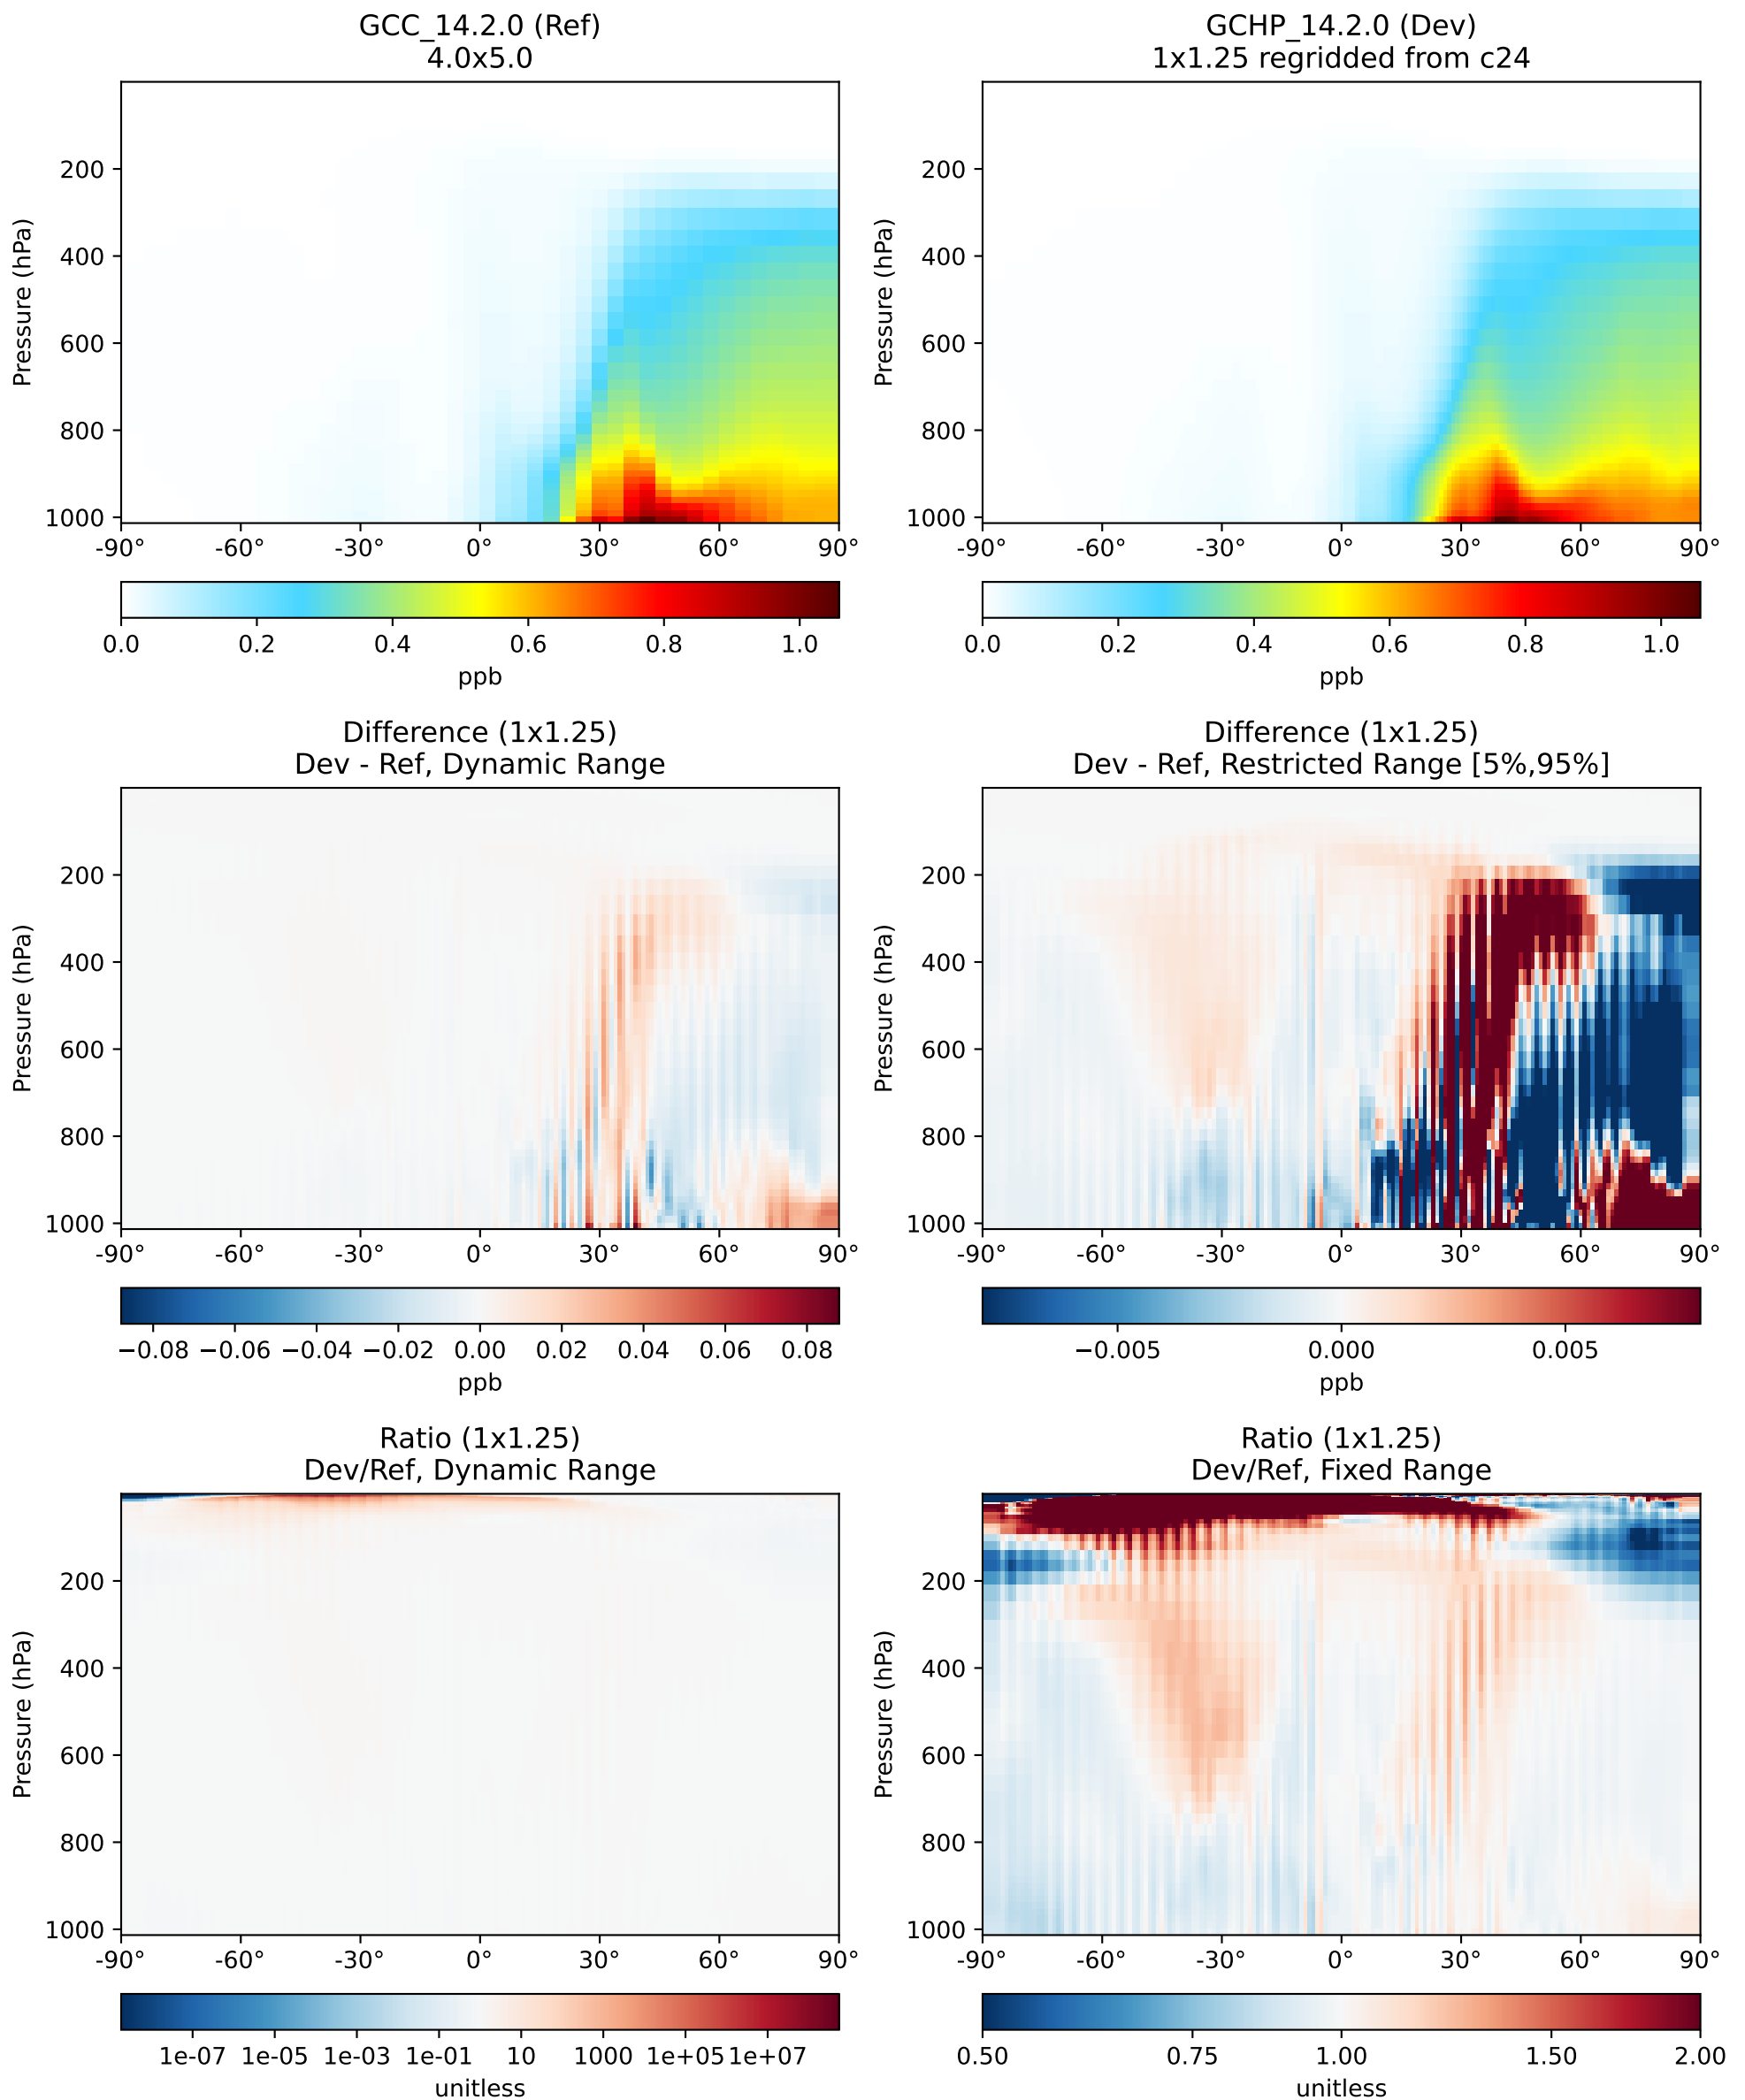 GCC_14.2.0 (Ref)
4.0x5.0
Pressure (hPa)
200
400
600
800
1000
-90° -60° -30° 0° 30° 60° 90°
0.0 0.2 0.4 0.6 0.8 1.0
ppb
GCHP_14.2.0 (Dev)
1x1.25 regridded from c24
Pressure (hPa)
200
400
600
800
1000
-90° -60° -30° 0° 30° 60° 90°
0.0 0.2 0.4 0.6 0.8 1.0
ppb
Difference (1x1.25)
Dev - Ref, Dynamic Range
Pressure (hPa)
200
400
600
800
1000
-90° -60° -30° 0° 30° 60° 90°
−0.08 −0.06 −0.04 −0.02 0.00 0.02 0.04 0.06 0.08
ppb
Difference (1x1.25)
Dev - Ref, Restricted Range [5%,95%]
Pressure (hPa)
200
400
600
800
1000
-90° -60° -30° 0° 30° 60° 90°
−0.005 0.000 0.005
ppb
Ratio (1x1.25)
Dev/Ref, Dynamic Range
Pressure (hPa)
200
400
600
800
1000
-90° -60° -30° 0° 30° 60° 90°
1e-07 1e-05 1e-03 1e-01 10 1000 1e+05 1e+07
unitless
Ratio (1x1.25)
Dev/Ref, Fixed Range
Pressure (hPa)
200
400
600
800
1000
-90° -60° -30° 0° 30° 60° 90°
0.50 0.75 1.00 1.50 2.00
unitless